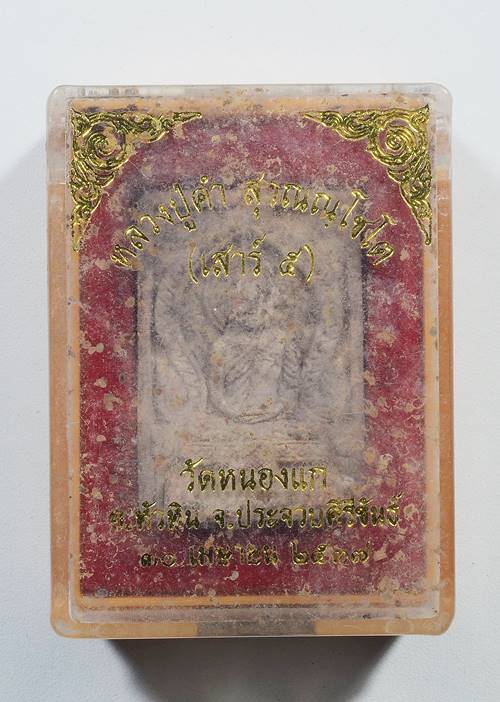 หลวงปู่คำ สุวณฺณโชโต
(เสาร์ ๕)
วัดหนองแก
อ.หัวหิน จ.ประจวบคีรีขันธ์
เมษายน ๒๕๓๗